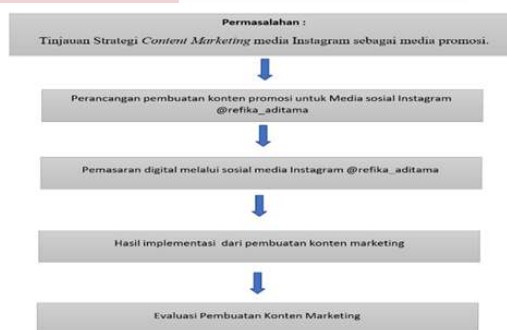 Permasalahan :
Tinjauan Strategi Content Marketing media Instagram sebagai media promosi.
Perancangan pembuatan konten promosi untuk Media sosial Instagram
@refika_aditama
Pemasaran digital melalui sosial media Instagram @refika_aditama
Hasil implementasi dari pembuatan konten marketing
Evaluasi Pembuatan Konten Marketing